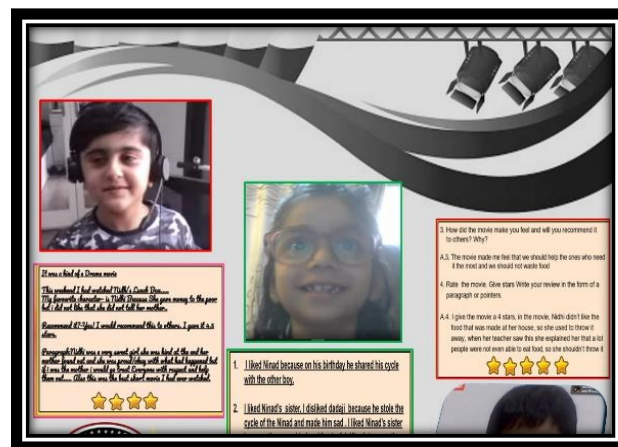 It was a kind of a Drama movie
This weekend I had watched Nidhi's Lunch Box....
My favourite character- is Nidhi Because She gave money to the poor
but i did not like that she did not tell her mother..
Recommend it?-Yes! I would recommend this to others. I gave it 4.5
stars.
Paragraph:Nidhi was a very sweet girl she was kind at the end her
mother found out and she was proud/okay with what had happened but
if i was the mother i would go treat Everyone with respect and help
them out.... Also this was the best short movie I had ever watched.
1. I liked Ninad because on his birthday he shared his cycle
with the other boy.
2. I liked Ninad's sister, I disliked dadaji because he stole the
cycle of the Ninad and made him sad . I liked Ninad's sister
3. How did the movie make you feel and will you recommend it
to others? Why?
A.3. The movie made me feel that we should help the ones who need
it the most and we should not waste food
4. Rate the movie. Give stars Write your review in the form of a
paragraph or pointers.
A.4. I give the movie a 4 stars, in the movie, Nidhi didn't like the
food that was made at her house, so she used to throw it
away, when her teacher saw this she explained her that a lot
people were not even able to eat food, so she shouldn't throw it